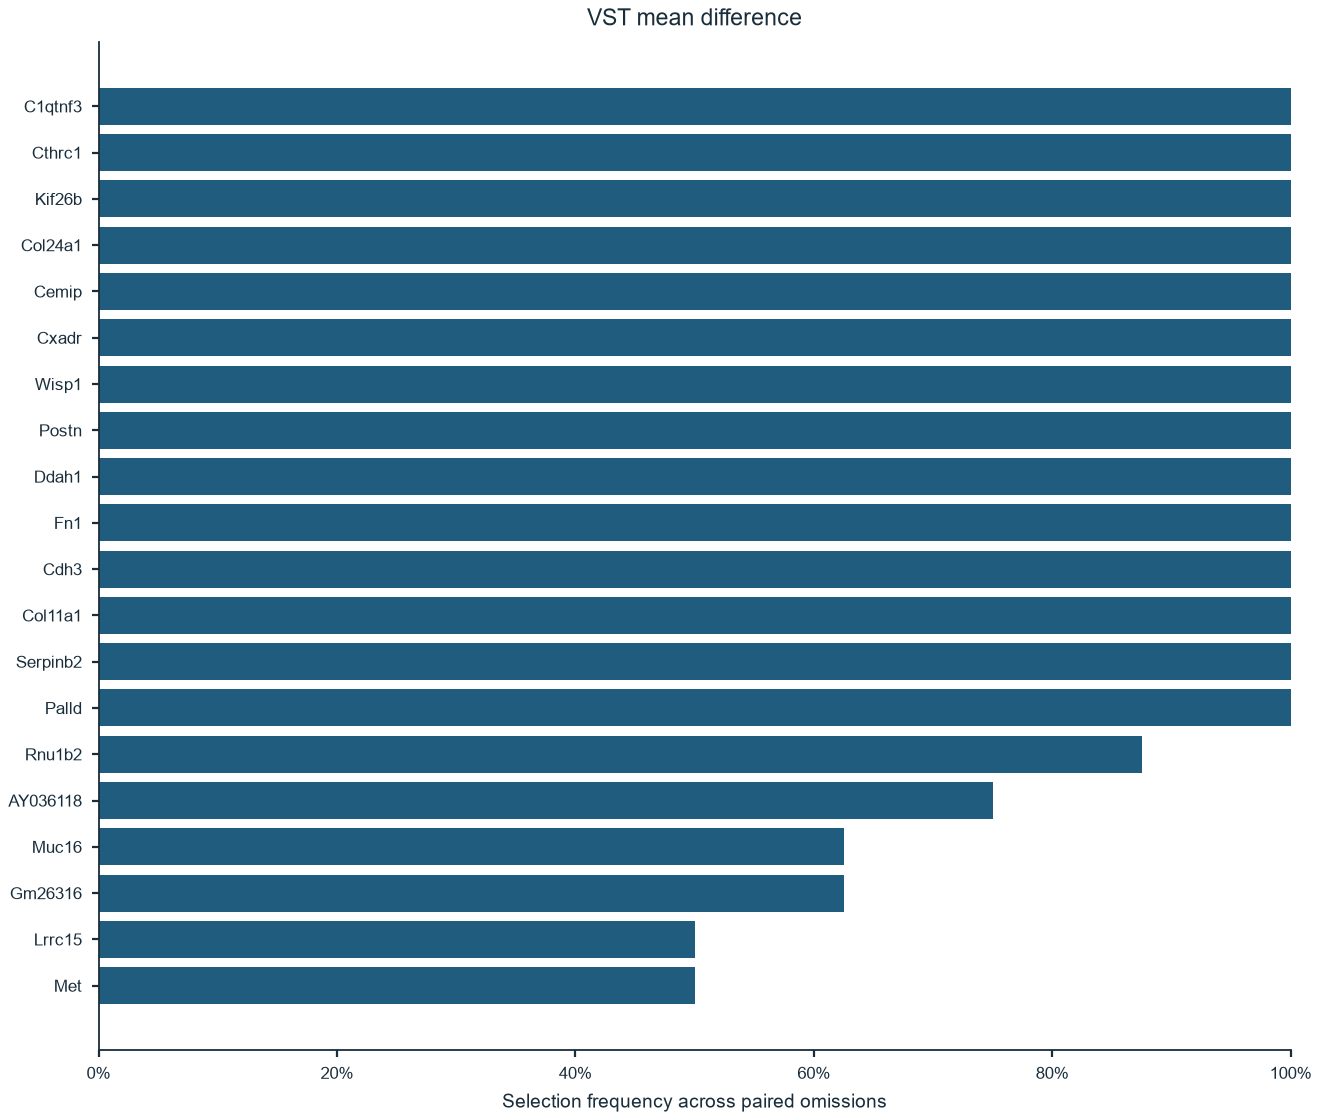 VST mean difference
C1qtnf3
Cthrc1
Kif26b
Col24a1
Cemip
Cxadr
Wisp1
Postn
Ddah1
Fn1
Cdh3
Col11a1
Serpinb2
Palld
Rnu1b2
AY036118
Muc16
Gm26316
Lrrc15
Met
0% 20% 40% 60% 80% 100%
Selection frequency across paired omissions